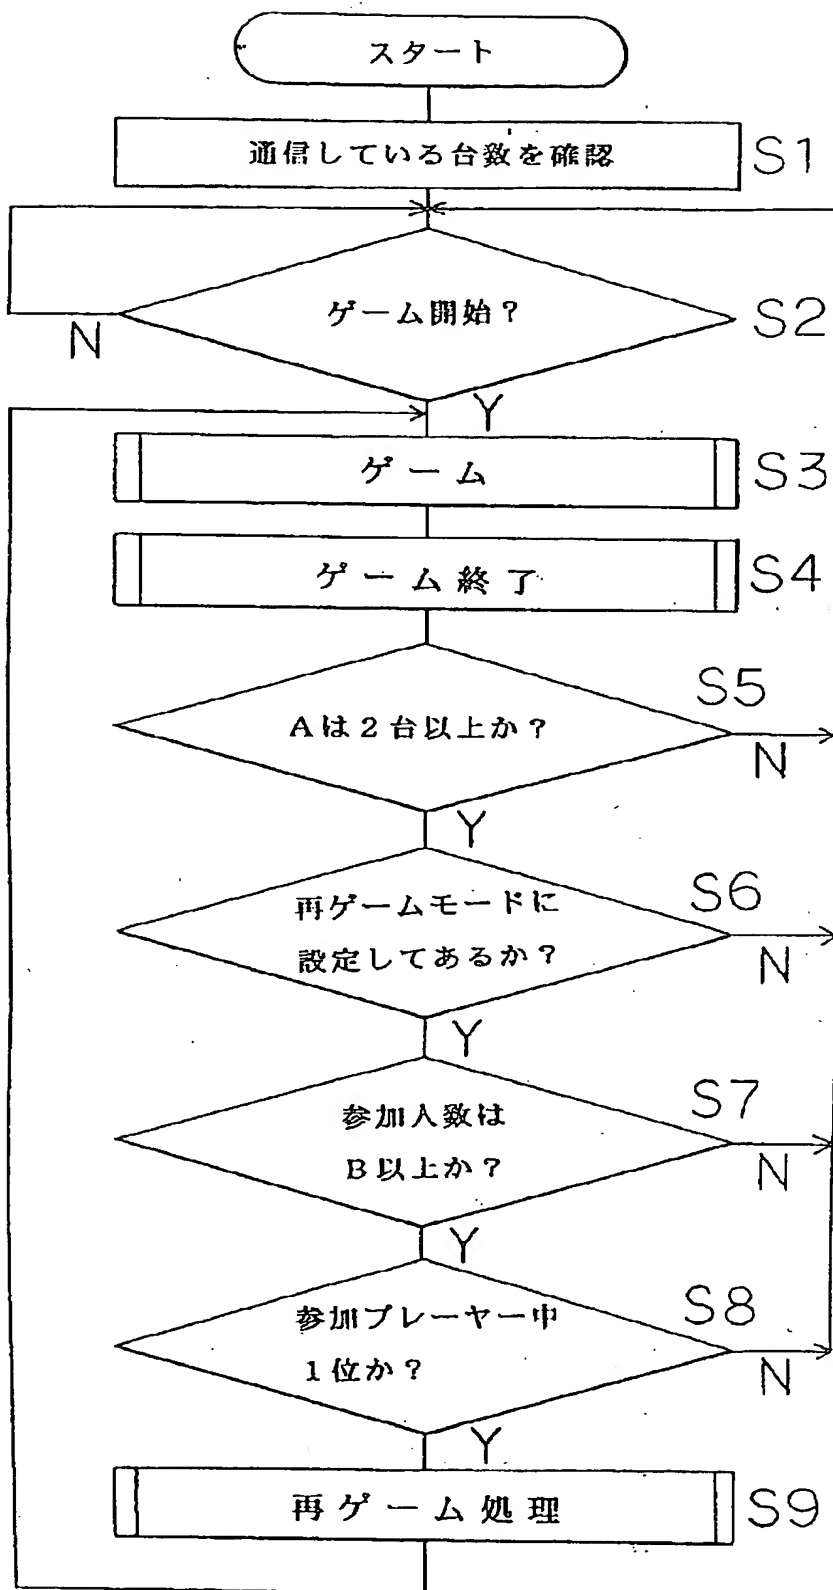 スタート
通信している台数を確認 S1
ゲーム開始? S2
N
Y
ゲーム S3
ゲーム終了 S4
S5
Aは2台以上か?
N
Y
S6
再ゲームモードに
設定してあるか?
N
Y
S7
参加人数は
B以上か?
N
Y
S8
参加プレーヤー中
1位か?
N
Y
再ゲーム処理 S9